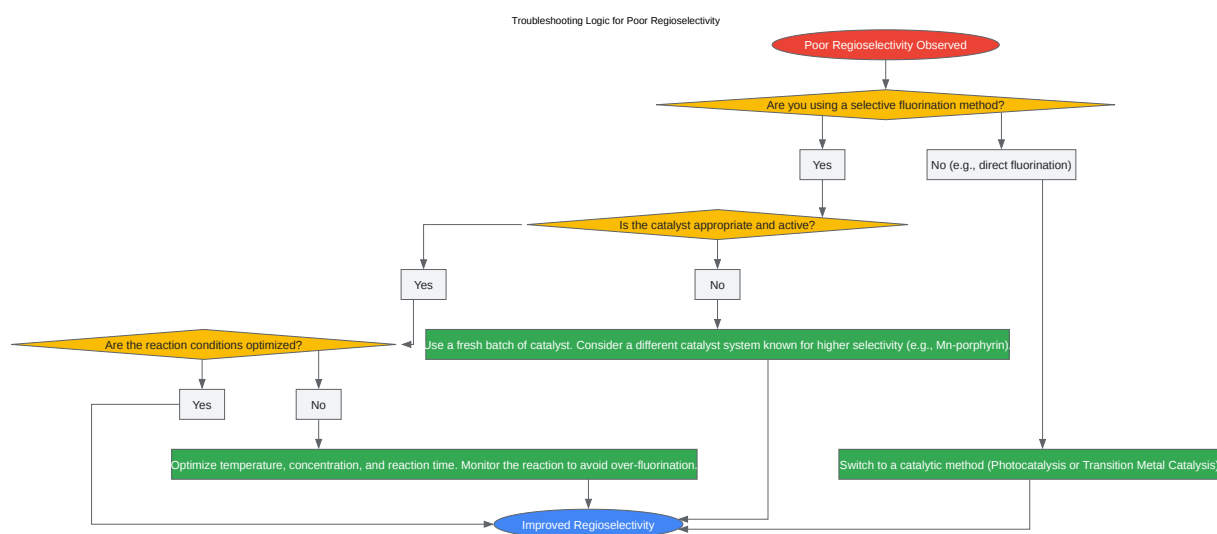 Troubleshooting Logic for Poor Regioselectivity
Poor Regioselectivity Observed
Are you using a selective fluorination method?
Yes
No (e.g., direct fluorination)
Is the catalyst appropriate and active?
Yes
No
Are the reaction conditions optimized?
Use a fresh batch of catalyst. Consider a different catalyst system known for higher selectivity (e.g., Mn-porphyrin).
Yes
No
Optimize temperature, concentration, and reaction time. Monitor the reaction to avoid over-fluorination.
Switch to a catalytic method (Photocatalysis or Transition Metal Catalysis)
Improved Regioselectivity